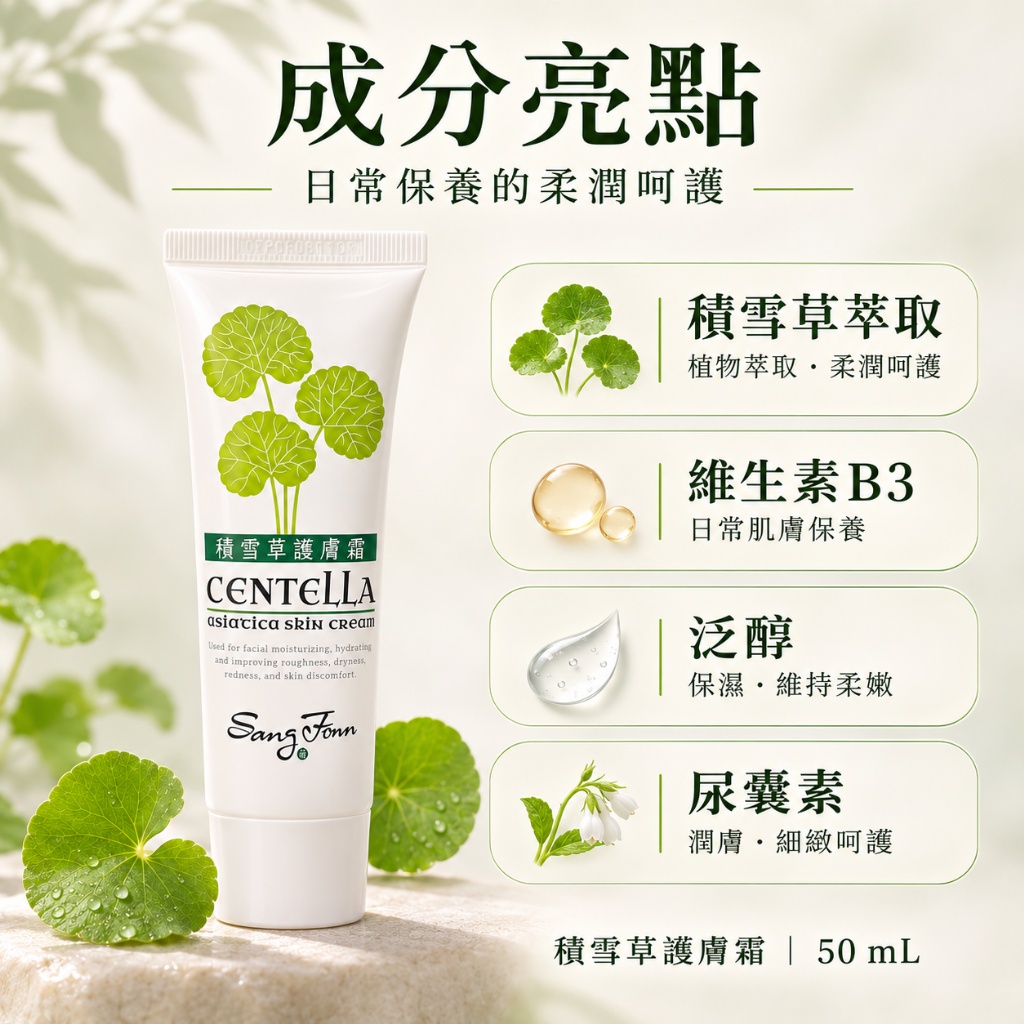 成分亮點
日常保養的柔潤呵護
積雪草護膚霜
CENTELLA
asiatica skin cream
Used for facial moisturizing, hydrating,
and improving roughness, dryness,
redness, and skin discomfort.
Sang Fonn
積雪草萃取
植物萃取・柔潤呵護
維生素B3
日常肌膚保養
泛醇
保濕・維持柔嫩
尿囊素
潤膚・細緻呵護
積雪草護膚霜｜50 mL